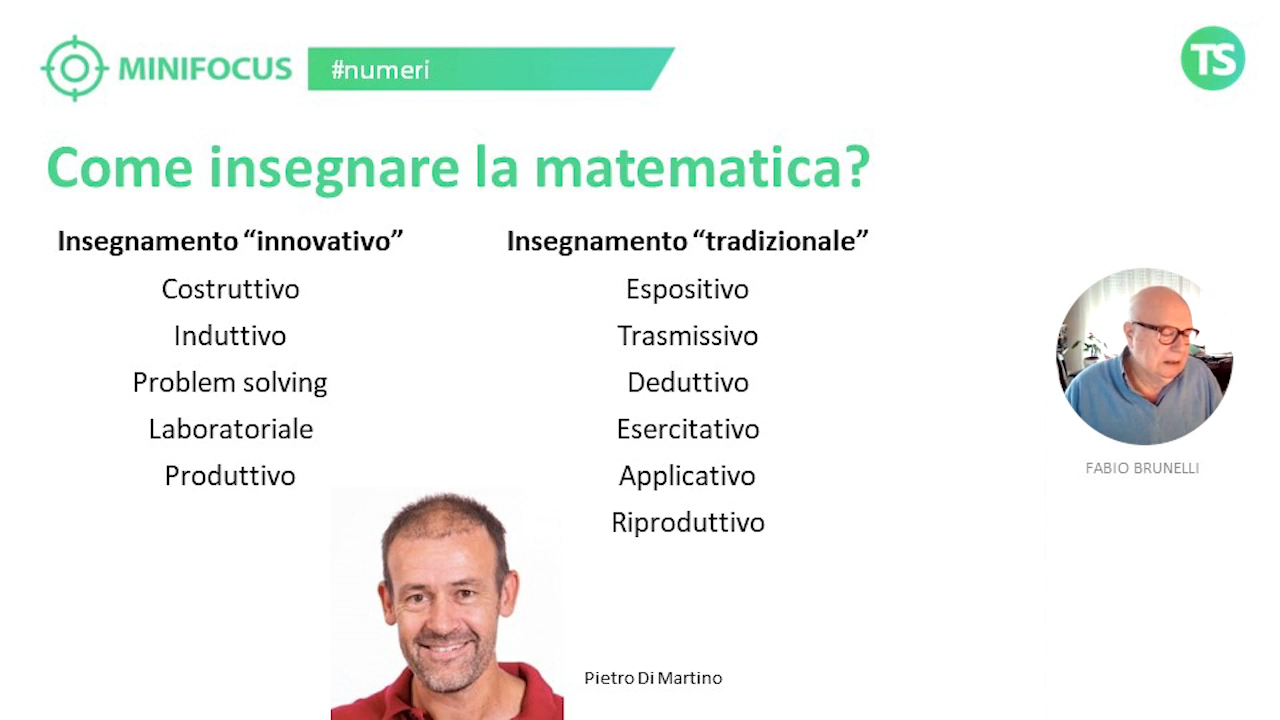 MINIFOCUS
#numeri
TS
Come insegnare la matematica?
Insegnamento “innovativo”
Costruttivo
Induttivo
Problem solving
Laboratoriale
Produttivo
Insegnamento “tradizionale”
Espositivo
Trasmissivo
Deduttivo
Esercitativo
Applicativo
Riproduttivo
FABIO BRUNELLI
Pietro Di Martino